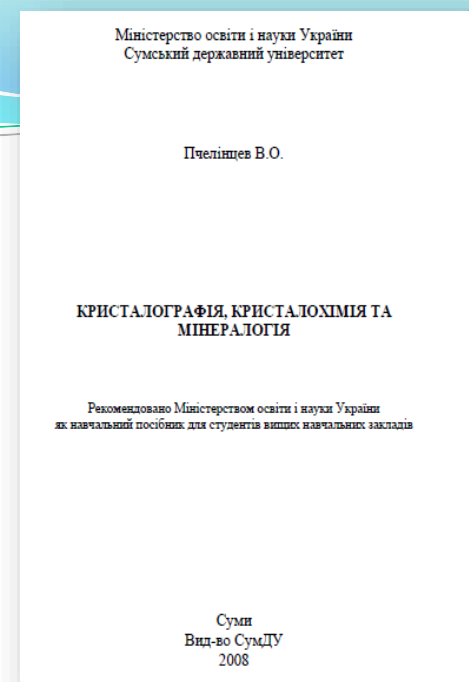 Міністерство освіти і науки України
Сумський державний університет
Пчелінцев В.О.
КРИСТАЛОГРАФІЯ, КРИСТАЛОХІМІЯ ТА
МІНЕРАЛОГІЯ
Рекомендовано Міністерством освіти і науки України
як навчальний посібник для студентів вищих навчальних закладів
Суми
Вид-во СумДУ
2008